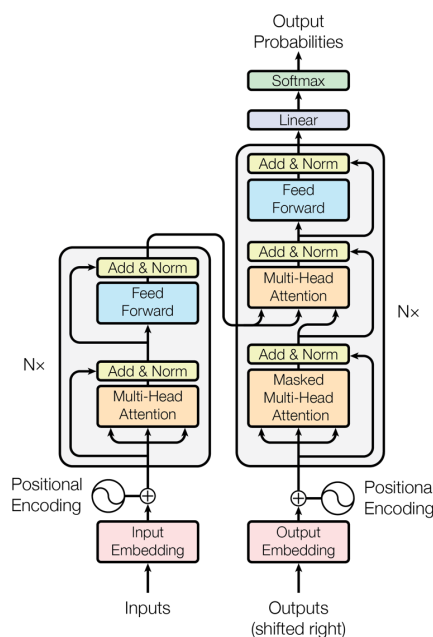 Output
Probabilities
Softmax
Linear
Add & Norm
Feed
Forward
Add & Norm
Multi-Head
Attention
Add & Norm
Masked
Multi-Head
Attention
Nx
Add & Norm
Feed
Forward
Add & Norm
Multi-Head
Attention
Nx
Positional
Encoding
Positiona
Encoding
Input
Embedding
Output
Embedding
Inputs
Outputs
(shifted right)